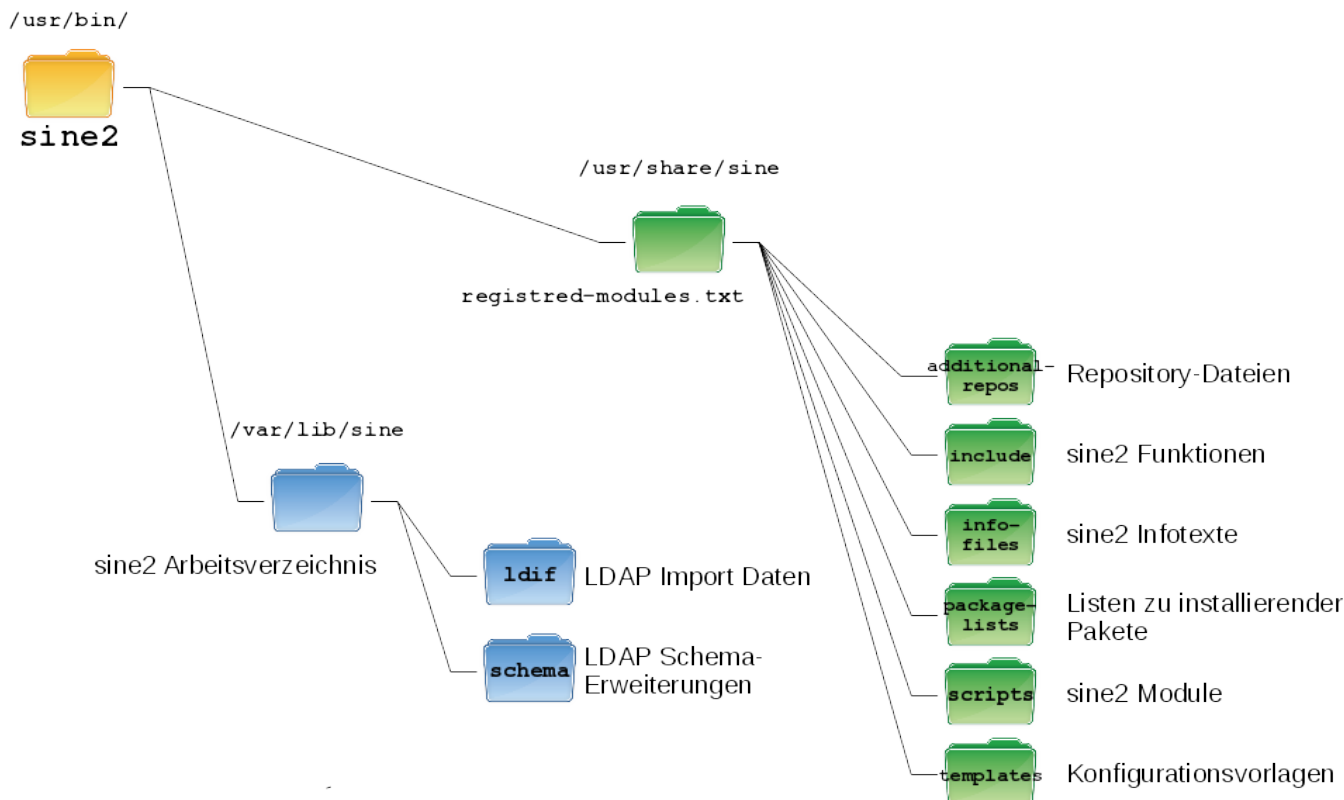 /usr/bin/
sine2
/usr/share/sine
registred-modules.txt
additional-
repos
Repository-Dateien
include
sine2 Funktionen
info-
files
sine2 Infotexte
package-
lists
Listen zu installierender
Pakete
scripts
sine2 Module
templates
Konfigurationsvorlagen
/var/lib/sine
sine2 Arbeitsverzeichnis
ldif
LDAP Import Daten
schema
LDAP Schema-
Erweiterungen